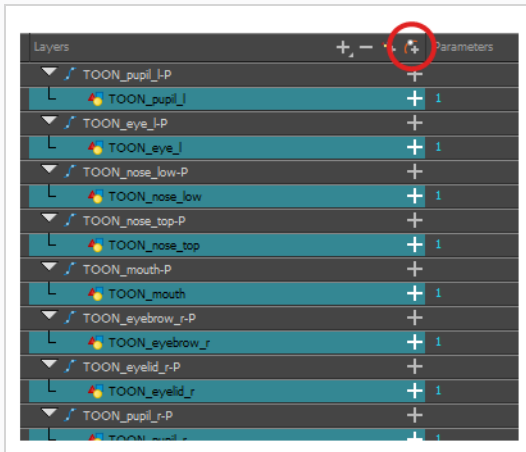 Layers Parameters
TOON_pupil_l-P
TOON_pupil_l 1
TOON_eye_l-P
TOON_eye_l 1
TOON_nose_low-P
TOON_nose_low 1
TOON_nose_top-P
TOON_nose_top 1
TOON_mouth-P
TOON_mouth 1
TOON_eyebrow_r-P
TOON_eyebrow_r 1
TOON_eyelid_r-P
TOON_eyelid_r 1
TOON_pupil_r-P
TOON_pupil_r 1